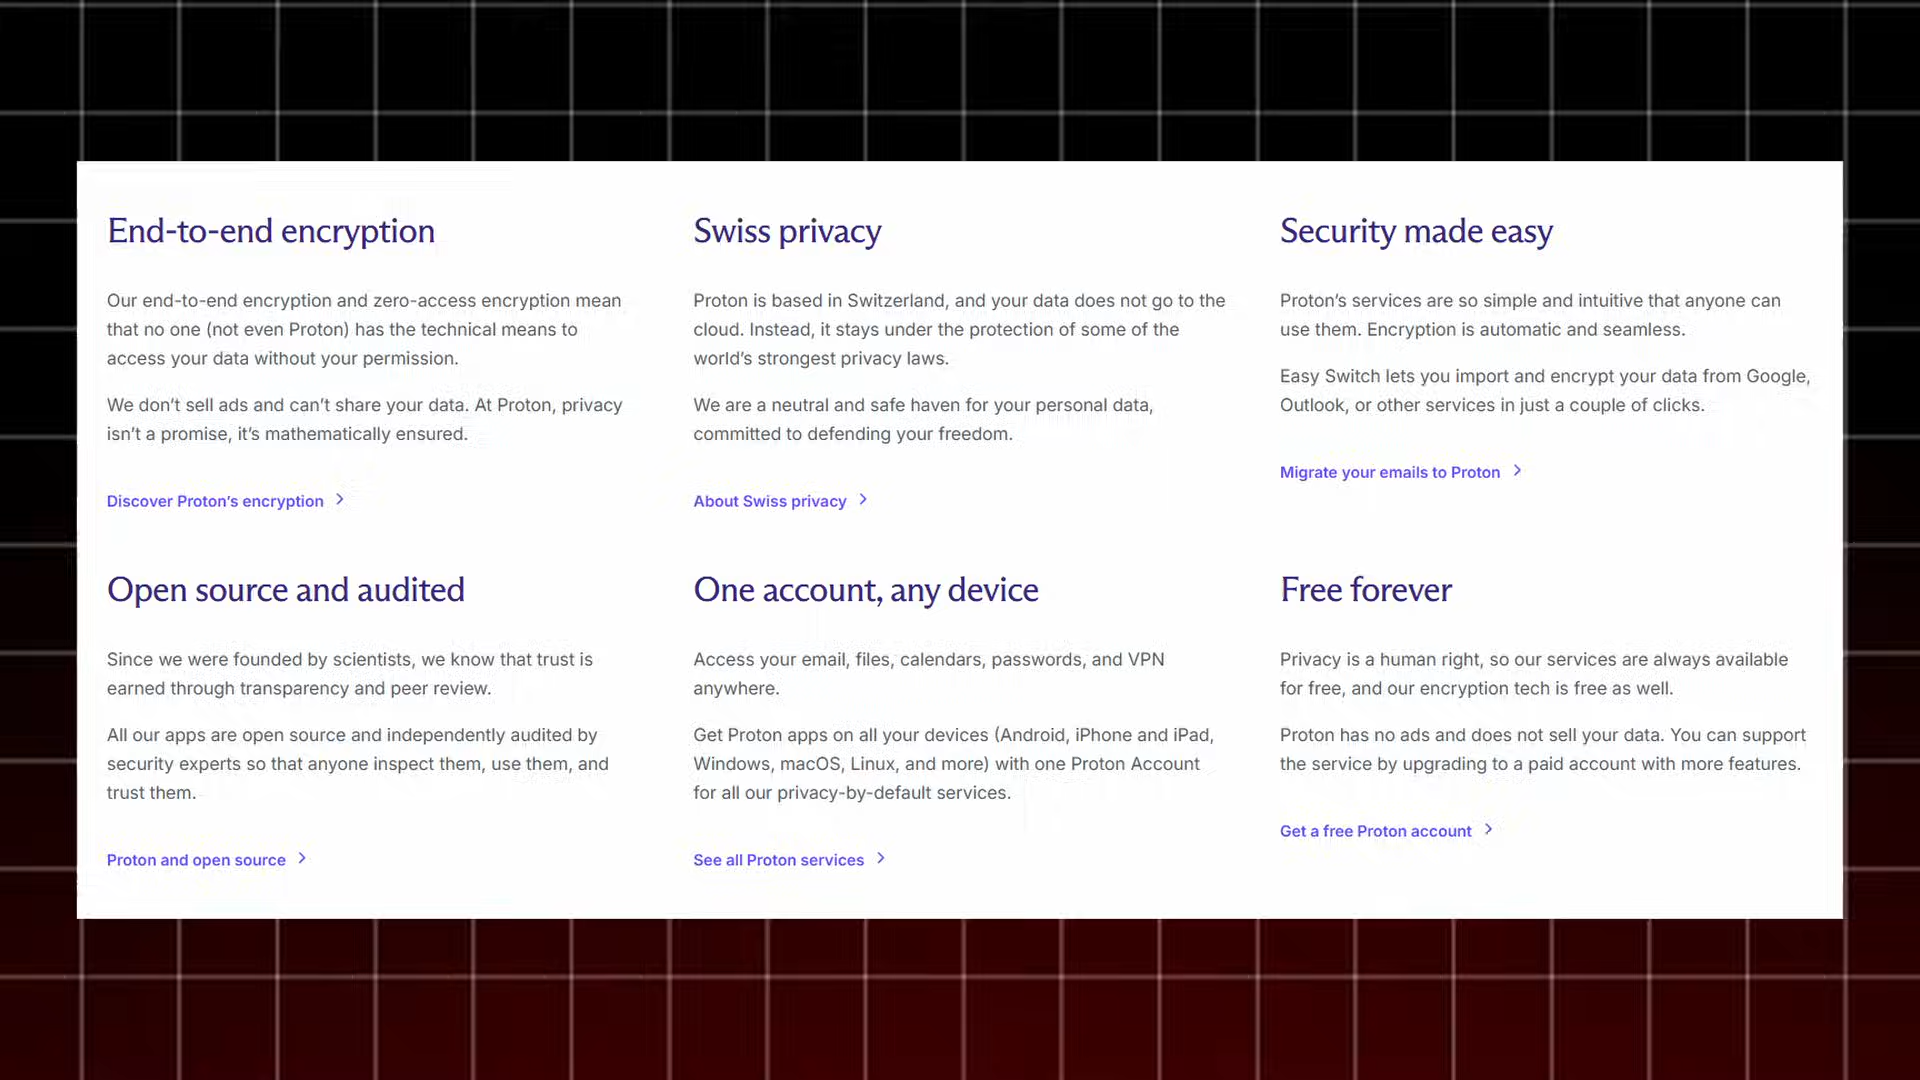 End-to-end encryption
Our end-to-end encryption and zero-access encryption mean
that no one (not even Proton) has the technical means to
access your data without your permission.
We don’t sell ads and can’t share your data. At Proton, privacy
isn’t a promise, it’s mathematically ensured.
Discover Proton’s encryption
Swiss privacy
Proton is based in Switzerland, and your data does not go to the
cloud. Instead, it stays under the protection of some of the
world’s strongest privacy laws.
We are a neutral and safe haven for your personal data,
committed to defending your freedom.
About Swiss privacy
Security made easy
Proton’s services are so simple and intuitive that anyone can
use them. Encryption is automatic and seamless.
Easy Switch lets you import and encrypt your data from Google,
Outlook, or other services in just a couple of clicks.
Migrate your emails to Proton
Open source and audited
Since we were founded by scientists, we know that trust is
earned through transparency and peer review.
All our apps are open source and independently audited by
security experts so that anyone inspect them, use them, and
trust them.
Proton and open source
One account, any device
Access your email, files, calendars, passwords, and VPN
anywhere.
Get Proton apps on all your devices (Android, iPhone and iPad,
Windows, macOS, Linux, and more) with one Proton Account
for all our privacy-by-default services.
See all Proton services
Free forever
Privacy is a human right, so our services are always available
for free, and our encryption tech is free as well.
Proton has no ads and does not sell your data. You can support
the service by upgrading to a paid account with more features.
Get a free Proton account